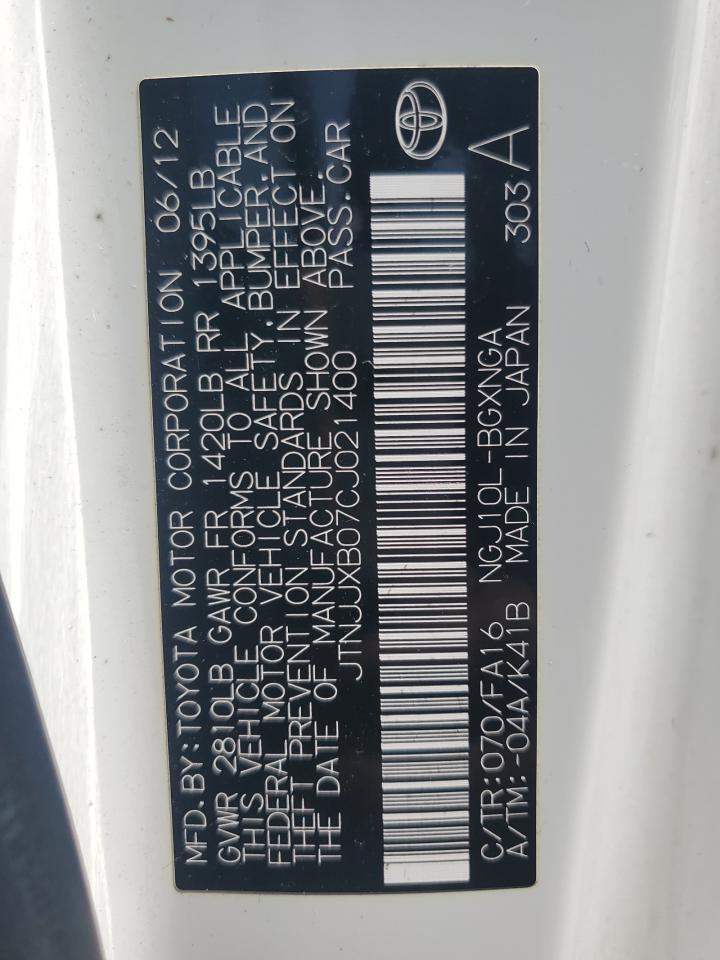 MFD.BY:TOYOTA MOTOR CORPORATION 06/12
GVWR 2810LB GAWR FR 1420LB RR 1395LB
THIS VEHICLE CONFORMS TO ALL APPLICABLE
FEDERAL MOTOR VEHICLE SAFETY,BUMPER,AND
THEFT PREVENTION STANDARDS IN EFFECT ON
THE DATE OF MANUFACTURE SHOWN ABOVE.
JTNJJXB07CJ021400 PASS.CAR
C/TR:070/FA16 NGJ10L-BGXNGA 303 A
A/TM:-04A/K41B MADE IN JAPAN